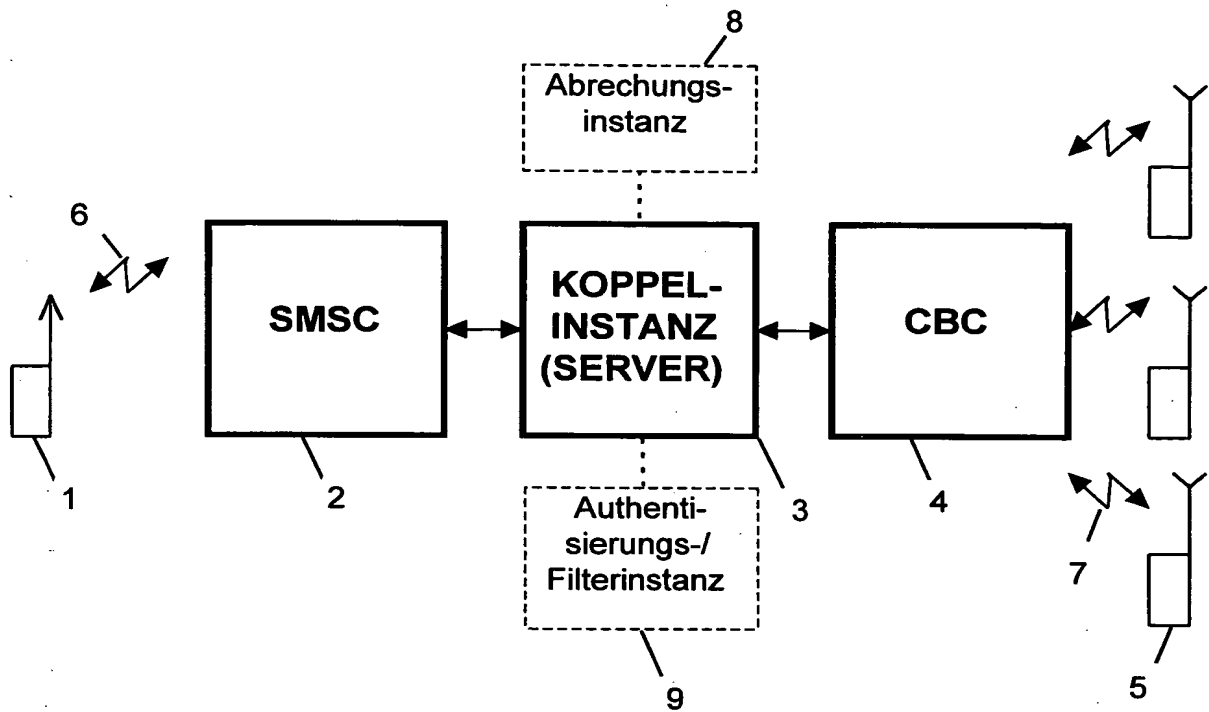 8
Abrechungs-
instanz
6
SMSC
KOPPEL-
INSTANZ
(SERVER)
CBC
1
2
3
4
7
Authenti-
sierungs-/
Filterinstanz
9
5